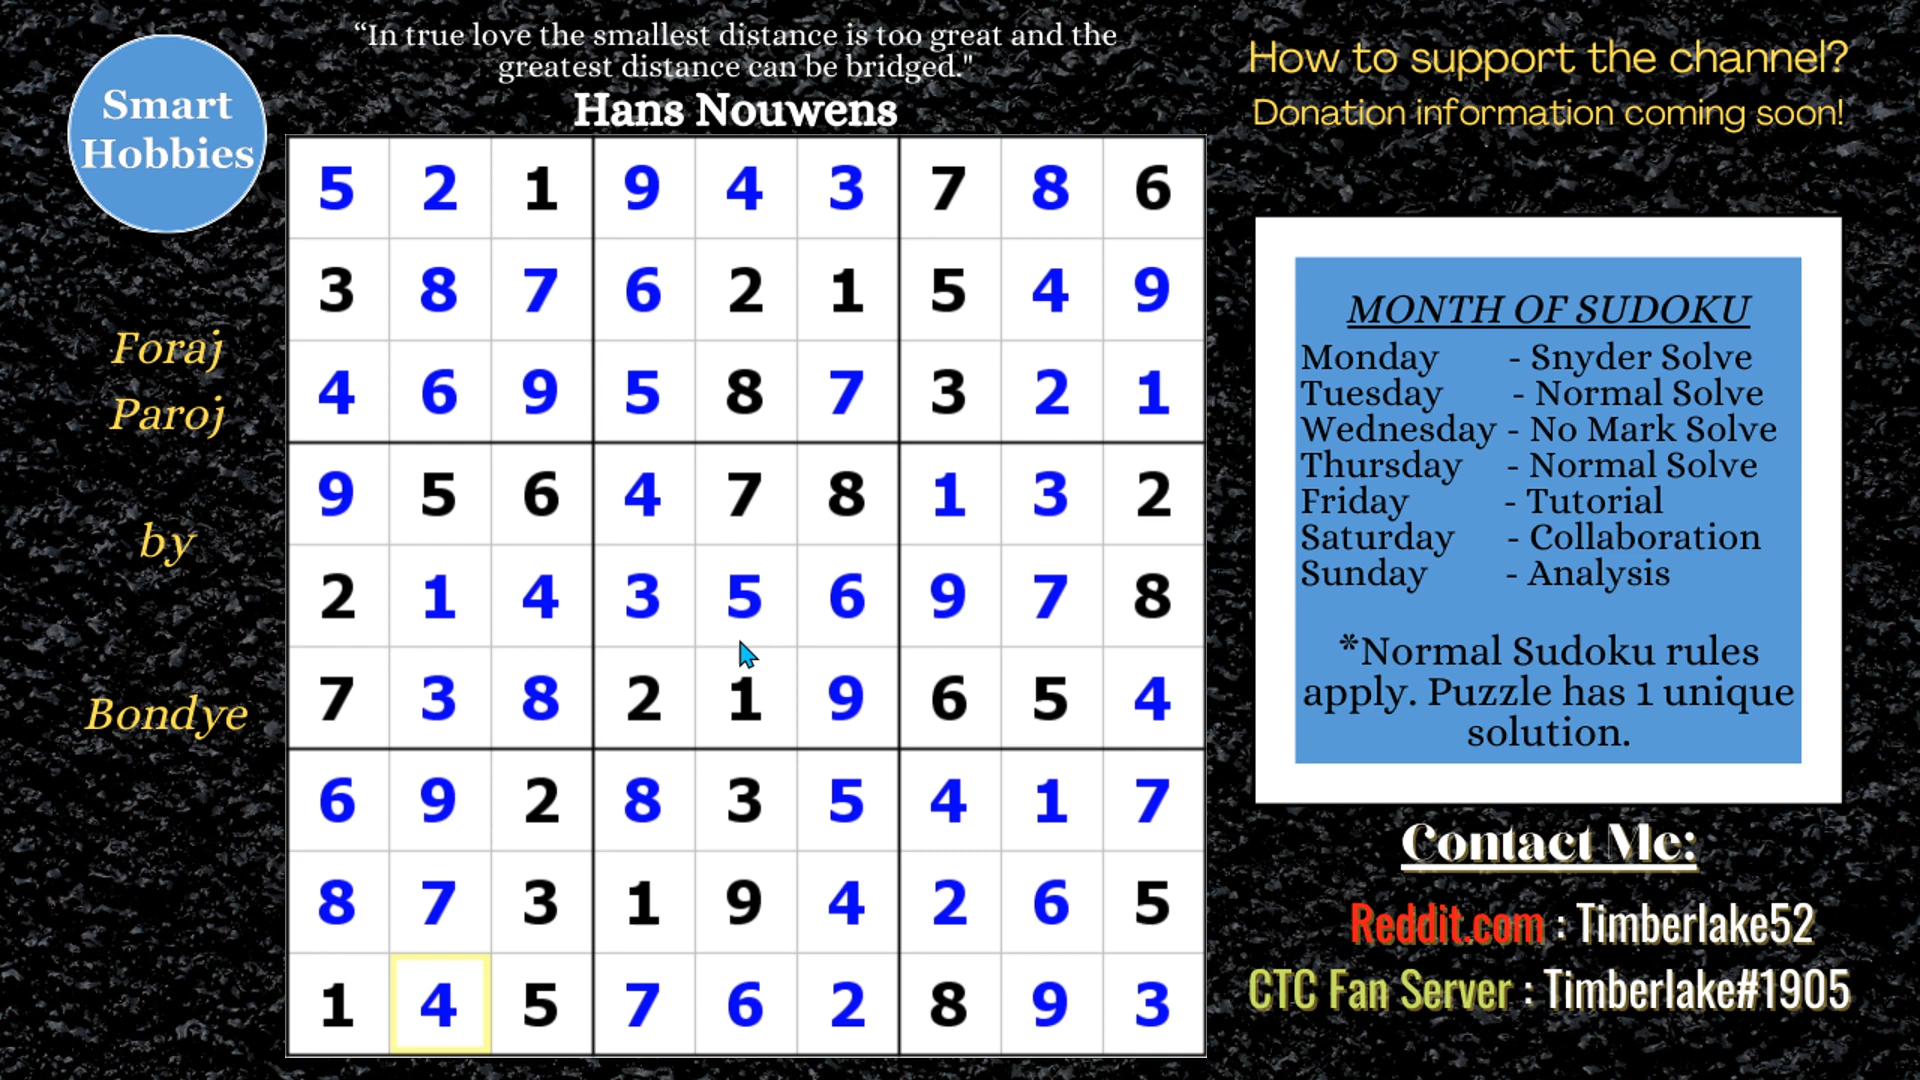 "In true love the smallest distance is too great and the
greatest distance can be bridged."
Hans Nouwens
Smart
Hobbies
Foraj
Paroj
by
Bondye
5 2 1 9 4 3 7 8 6
3 8 7 6 2 1 5 4 9
4 6 9 5 8 7 3 2 1
9 5 6 4 7 8 1 3 2
2 1 4 3 5 6 9 7 8
7 3 8 2 1 9 6 5 4
6 9 2 8 3 5 4 1 7
8 7 3 1 9 4 2 6 5
1 4 5 7 6 2 8 9 3
How to support the channel?
Donation information coming soon!
MONTH OF SUDOKU
Monday - Snyder Solve
Tuesday - Normal Solve
Wednesday - No Mark Solve
Thursday - Normal Solve
Friday - Tutorial
Saturday - Collaboration
Sunday - Analysis
*Normal Sudoku rules
apply. Puzzle has 1 unique
solution.
Contact Me:
Reddit.com : Timberlake52
CTC Fan Server : Timberlake#1905